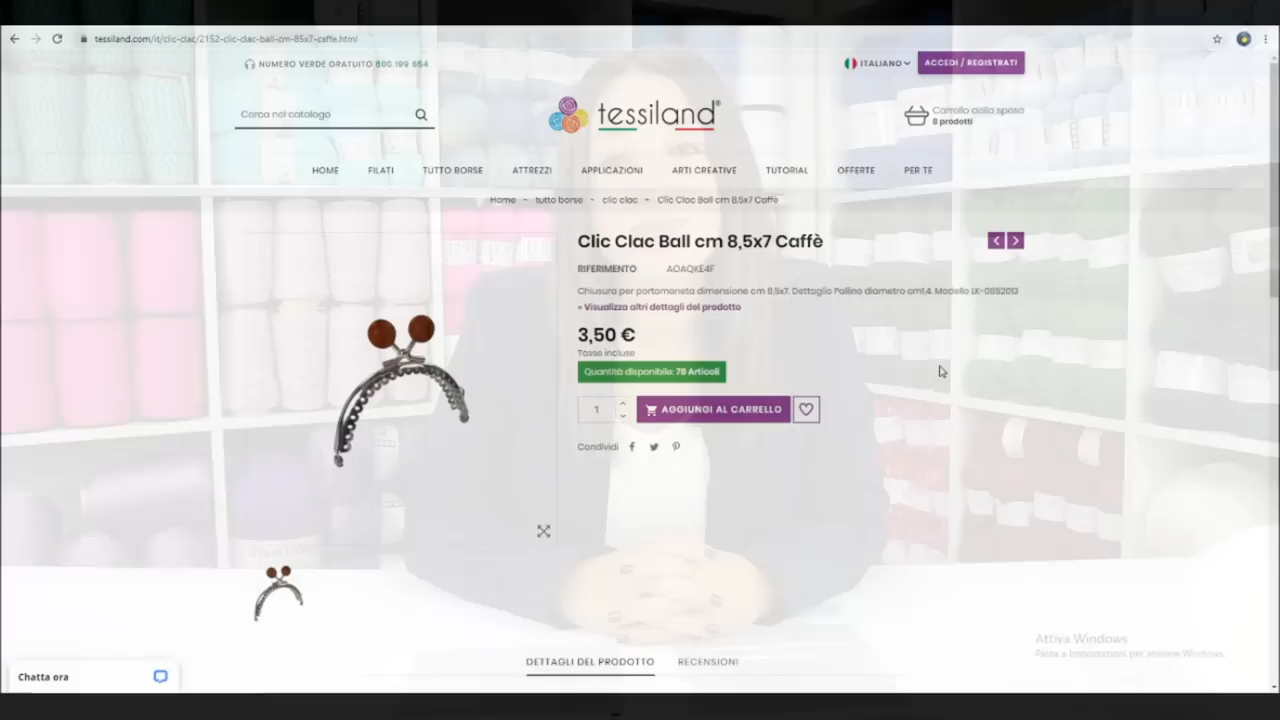 tessiland.com/it/clic-clac/2152-clic-clac-ball-cm-85x7-caffe.html
NUMERO VERDE GRATUITO 800 199 664
ITALIANO
ACCEDI / REGISTRATI
Cerca nel catalogo
tessiland®
Carrello della spesa
0 prodotti
HOME FILATI TUTTO BORSE ATTREZZI APPLICAZIONI ARTI CREATIVE TUTORIAL OFFERTE PER TE
Home - tutto borse - clic clac - Clic Clac Ball cm 8,5x7 Caffè
Clic Clac Ball cm 8,5x7 Caffè
RIFERIMENTO AOAQKE4F
Chiusura per portamonete dimensione cm 8,5x7. Dettaglio Pallino diametro cm1,4. Modello LK-0852013
+ Visualizza altri dettagli del prodotto
3,50 €
Tasse incluse
Quantità disponibile: 78 Articoli
1
AGGIUNGI AL CARRELLO
Condividi
DETTAGLI DEL PRODOTTO RECENSIONI
Attiva Windows
Passa a Impostazioni per attivare Windows.
Chatta ora